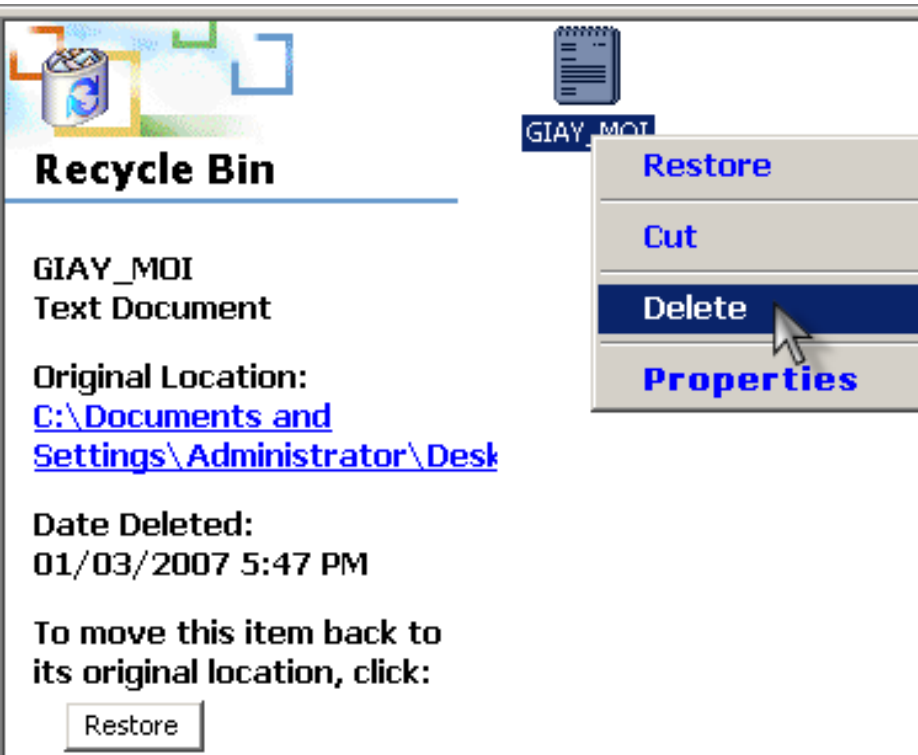 Recycle Bin
GIAY_MOI
Text Document
Original Location:
C:\Documents and
Settings\Administrator\Desk
Date Deleted:
01/03/2007 5:47 PM
To move this item back to
its original location, click:
Restore
GIAY_MOI
Restore
Cut
Delete
Properties